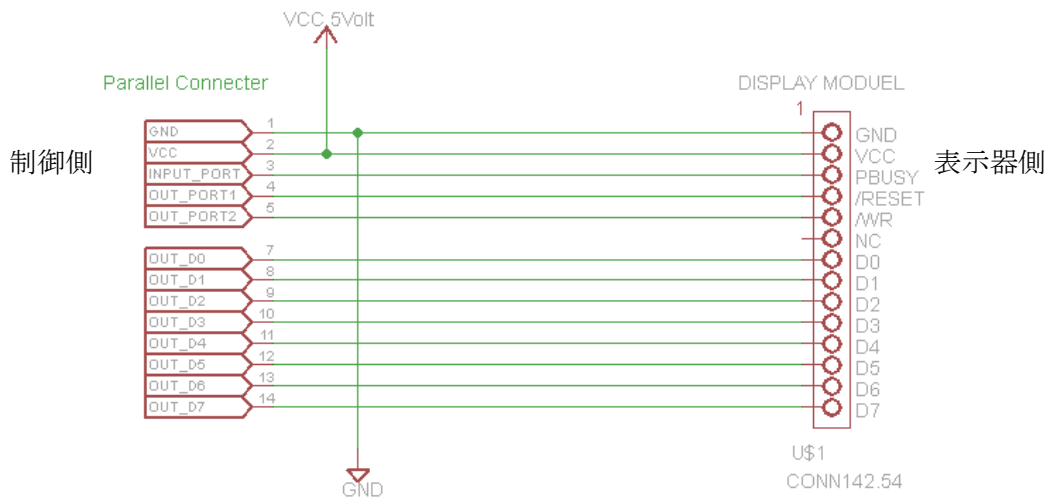 VCC 5Volt
Parallel Connecter
DISPLAY MODUEL
制御側
表示器側
GND 1
VCC 2
INPUT_PORT 3
OUT_PORT1 4
OUT_PORT2 5
OUT_D0 7
OUT_D1 8
OUT_D2 9
OUT_D3 10
OUT_D4 11
OUT_D5 12
OUT_D6 13
OUT_D7 14
1
GND
VCC
PBUSY
/RESET
/WR
NC
D0
D1
D2
D3
D4
D5
D6
D7
GND
U$1
CONN142.54